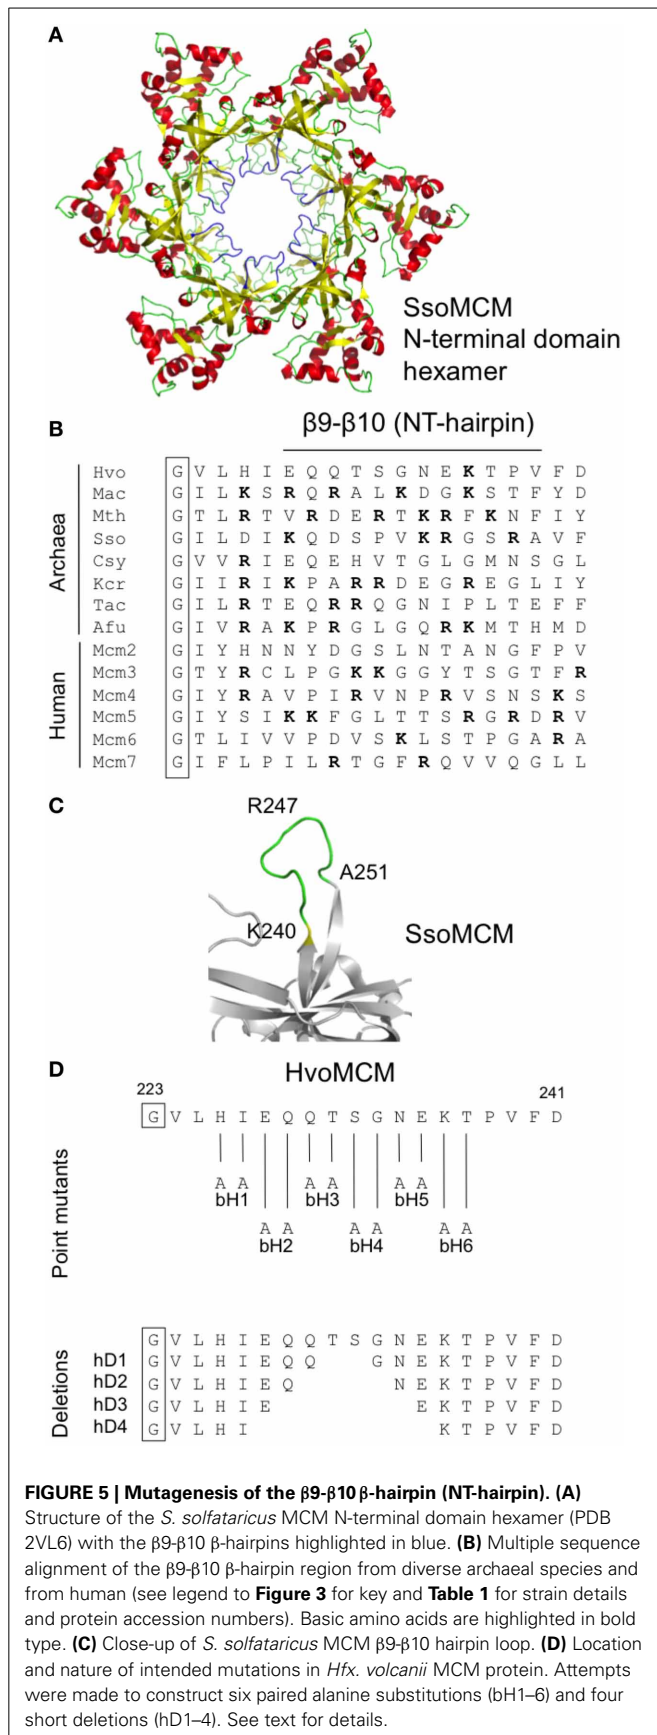 A
SsoMCM
N-terminal domain
hexamer
B
β9-β10 (NT-hairpin)
Archaea
Hvo G V L H I E Q Q T S G N E K T P V F D
Mac G I L K S R Q R A L K D G K S T F Y D
Mth G T L R T V R D E R T K R F K N F I Y
Sso G I L D I K Q D S P V K R G S R A V F
Csy G V V R I E Q E H V T G L G M N S G L
Kcr G I I R I K P A R R D E G R E G L I Y
Tac G I L R T E Q R R Q G N I P L T E F F
Afu G I V R A K P R G L G Q R K M T H M D
Human
Mcm2 G I Y H N N Y D G S L N T A N G F P V
Mcm3 G T Y R C L P G K K G G Y T S G T F R
Mcm4 G I Y R A V P I R V N P R V S N S K S
Mcm5 G I Y S I K K F G L T T S R G R D R V
Mcm6 G T L I V V P D V S K L S T P G A R A
Mcm7 G I F L P I L R T G F R Q V V Q G L L
C
R247
A251
K240
SsoMCM
D
HvoMCM
223 241
G V L H I E Q Q T S G N E K T P V F D
Point mutants
A A A A A A
bH1 bH3 bH5
A A A A A A
bH2 bH4 bH6
Deletions
G V L H I E Q Q T S G N E K T P V F D
hD1 G V L H I E Q Q G N E K T P V F D
hD2 G V L H I E Q N E K T P V F D
hD3 G V L H I E E K T P V F D
hD4 G V L H I K T P V F D
FIGURE 5 | Mutagenesis of the β9-β10 β-hairpin (NT-hairpin). (A)
Structure of the S. solfataricus MCM N-terminal domain hexamer (PDB
2VL6) with the β9-β10 β-hairpins highlighted in blue. (B) Multiple sequence
alignment of the β9-β10 β-hairpin region from diverse archaeal species and
from human (see legend to Figure 3 for key and Table 1 for strain details
and protein accession numbers). Basic amino acids are highlighted in bold
type. (C) Close-up of S. solfataricus MCM β9-β10 hairpin loop. (D) Location
and nature of intended mutations in Hfx. volcanii MCM protein. Attempts
were made to construct six paired alanine substitutions (bH1–6) and four
short deletions (hD1–4). See text for details.